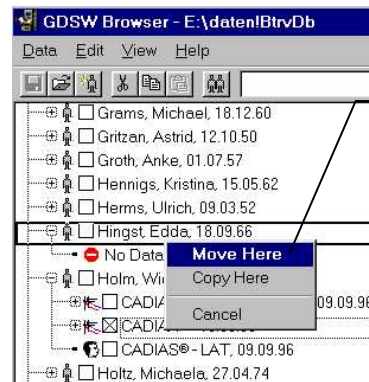 GDSW Browser - E:\daten!BtrvDb
Data Edit View Help
Grams, Michael, 18.12.60
Gritzan, Astrid, 12.10.50
Groth, Anke, 01.07.57
Hennigs, Kristina, 15.05.62
Herms, Ulrich, 09.03.52
Hingst, Edda, 18.09.66
No Data
Move Here
Holm,
Copy Here
CADIA 09.09.96
Cancel
CADIA
CADIAS® - LAT, 09.09.96
Holtz, Michaela, 27.04.74